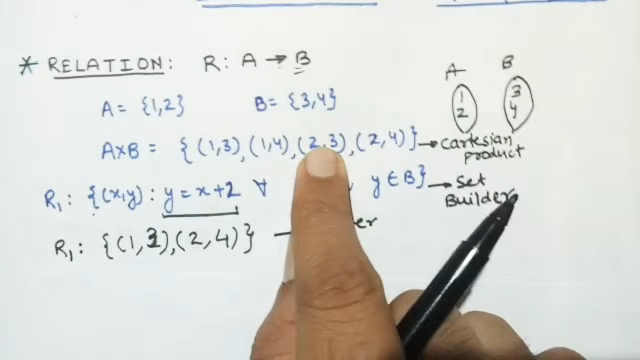 * RELATION: R: A → B
A B
A = {1,2} B = {3,4}
1 3
2 4
AXB = { (1,3), (1,4), (2,3), (2,4)} → Cartesian product
R₁ : {(x,y) : y = x+2 ∀ y ∈ B} → Set Builder
R₁ : {(1,3), (2,4)} —